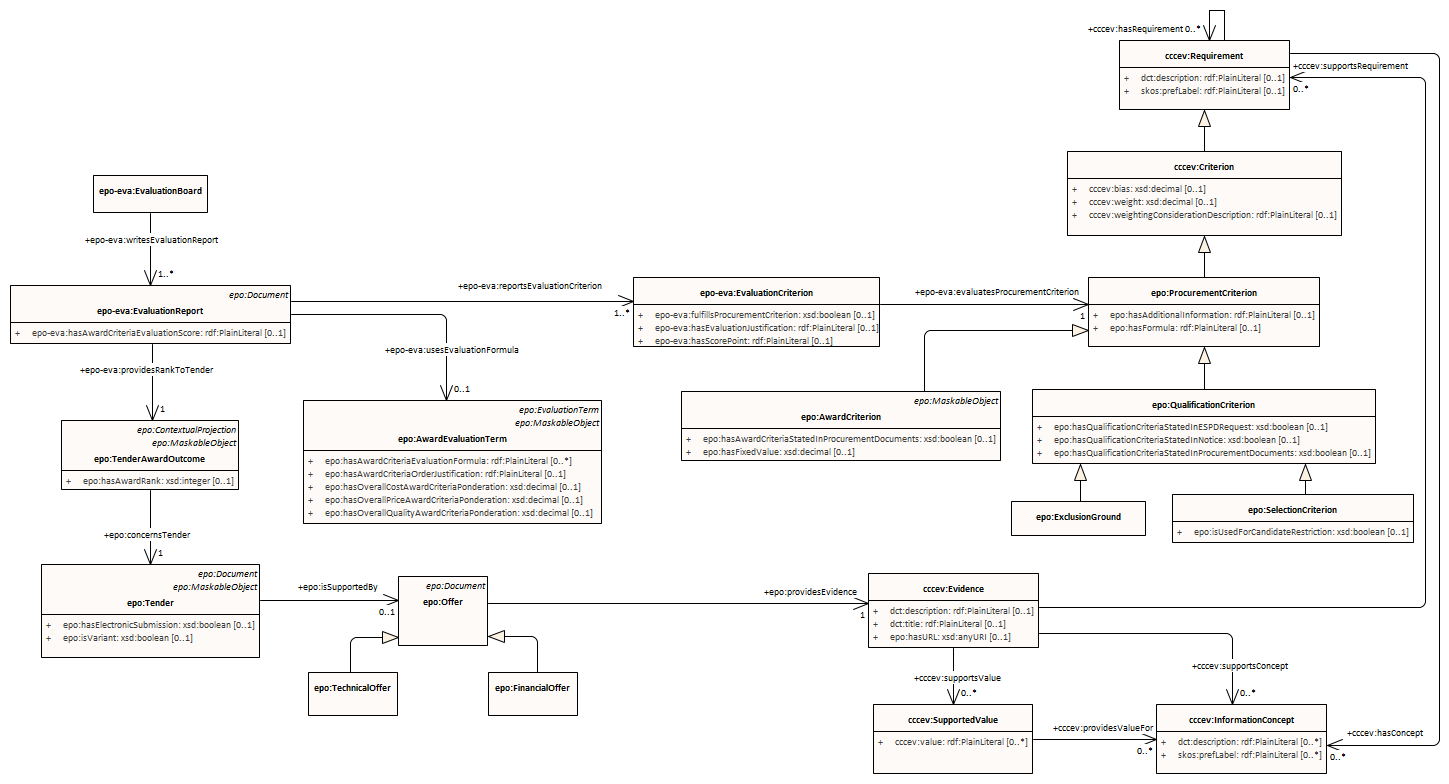 +cccev:hasRequirement 0..*
cccev:Requirement
+ dct:description: rdf:PlainLiteral [0..1]
+ skos:prefLabel: rdf:PlainLiteral [0..1]
+cccev:supportsRequirement
0..*
cccev:Criterion
+ cccev:bias: xsd:decimal [0..1]
+ cccev:weight: xsd:decimal [0..1]
+ cccev:weightingConsiderationDescription: rdf:PlainLiteral [0..1]
epo-eva:EvaluationBoard
+epo-eva:writesEvaluationReport
1..*
epo:Document
epo-eva:EvaluationReport
+ epo-eva:hasAwardCriteriaEvaluationScore: rdf:PlainLiteral [0..1]
+epo-eva:reportsEvaluationCriterion
1..*
epo-eva:EvaluationCriterion
+ epo-eva:fulfillsProcurementCriterion: xsd:boolean [0..1]
+ epo-eva:hasEvaluationJustification: rdf:PlainLiteral [0..1]
+ epo-eva:hasScorePoint: rdf:PlainLiteral [0..1]
+epo-eva:evaluatesProcurementCriterion
1
epo:ProcurementCriterion
+ epo:hasAdditionalInformation: rdf:PlainLiteral [0..1]
+ epo:hasFormula: rdf:PlainLiteral [0..1]
+epo-eva:usesEvaluationFormula
0..1
+epo-eva:providesRankToTender
1
epo:ContextualProjection
epo:MaskableObject
epo:TenderAwardOutcome
+ epo:hasAwardRank: xsd:integer [0..1]
epo:EvaluationTerm
epo:MaskableObject
epo:AwardEvaluationTerm
+ epo:hasAwardCriteriaEvaluationFormula: rdf:PlainLiteral [0..*]
+ epo:hasAwardCriteriaOrderJustification: rdf:PlainLiteral [0..1]
+ epo:hasOverallCostAwardCriteriaPonderation: xsd:decimal [0..1]
+ epo:hasOverallPriceAwardCriteriaPonderation: xsd:decimal [0..1]
+ epo:hasOverallQualityAwardCriteriaPonderation: xsd:decimal [0..1]
epo:MaskableObject
epo:AwardCriterion
+ epo:hasAwardCriteriaStatedInProcurementDocuments: xsd:boolean [0..1]
+ epo:hasFixedValue: xsd:decimal [0..1]
epo:QualificationCriterion
+ epo:hasQualificationCriteriaStatedInESPDRequest: xsd:boolean [0..1]
+ epo:hasQualificationCriteriaStatedInNotice: xsd:boolean [0..1]
+ epo:hasQualificationCriteriaStatedInProcurementDocuments: xsd:boolean [0..1]
epo:ExclusionGround
epo:SelectionCriterion
+ epo:isUsedForCandidateRestriction: xsd:boolean [0..1]
+epo:concernsTender
1
epo:Document
epo:MaskableObject
epo:Tender
+ epo:hasElectronicSubmission: xsd:boolean [0..1]
+ epo:isVariant: xsd:boolean [0..1]
+epo:isSupportedBy
0..1
epo:Document
epo:Offer
epo:TechnicalOffer
epo:FinancialOffer
+epo:providesEvidence
1
cccev:Evidence
+ dct:description: rdf:PlainLiteral [0..1]
+ dct:title: rdf:PlainLiteral [0..1]
+ epo:hasURL: xsd:anyURI [0..1]
+cccev:supportsValue
0..*
+cccev:supportsConcept
0..*
cccev:SupportedValue
+ cccev:value: rdf:PlainLiteral [0..*]
+cccev:providesValueFor
0..*
cccev:InformationConcept
+ dct:description: rdf:PlainLiteral [0..*]
+ skos:prefLabel: rdf:PlainLiteral [0..*]
+cccev:hasConcept
0..*